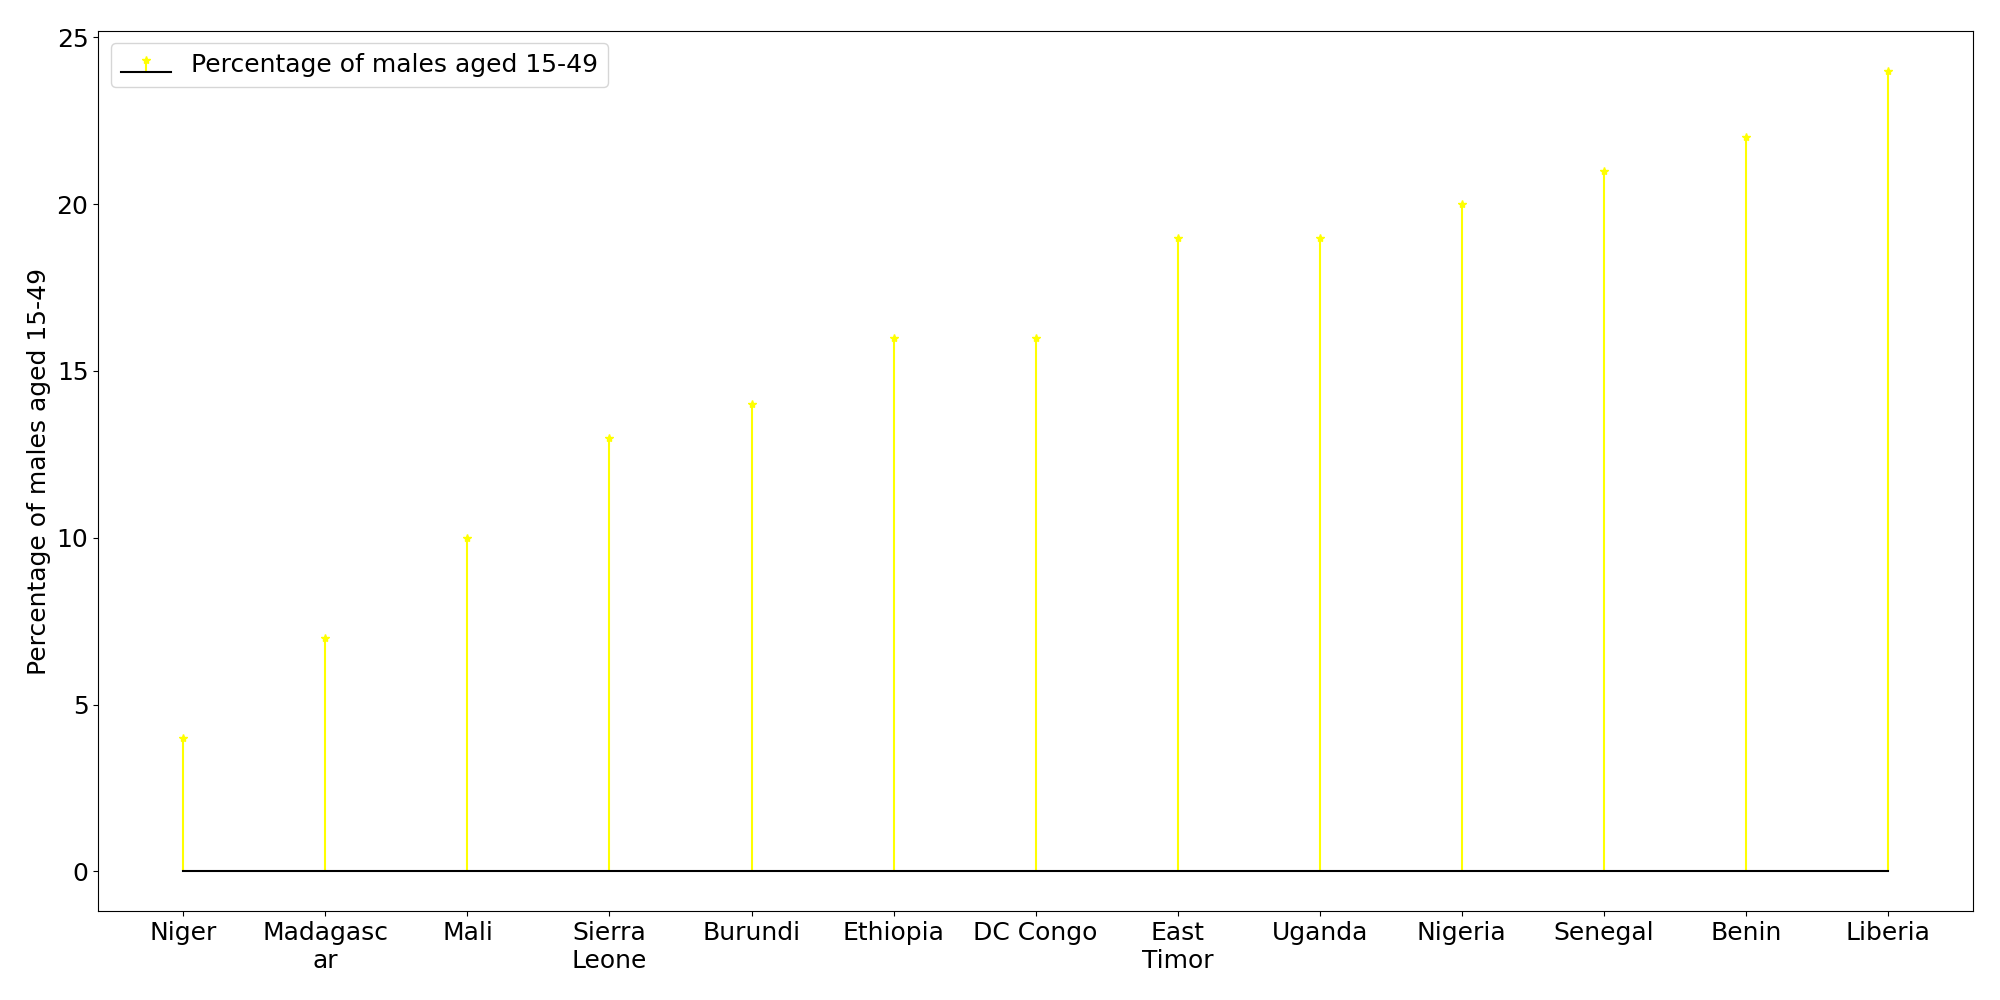 Percentage of males aged 15-49
Percentage of males aged 15-49
25
20
15
10
5
0
Niger
Madagasc
ar
Mali
Sierra
Leone
Burundi
Ethiopia
DC Congo
East
Timor
Uganda
Nigeria
Senegal
Benin
Liberia